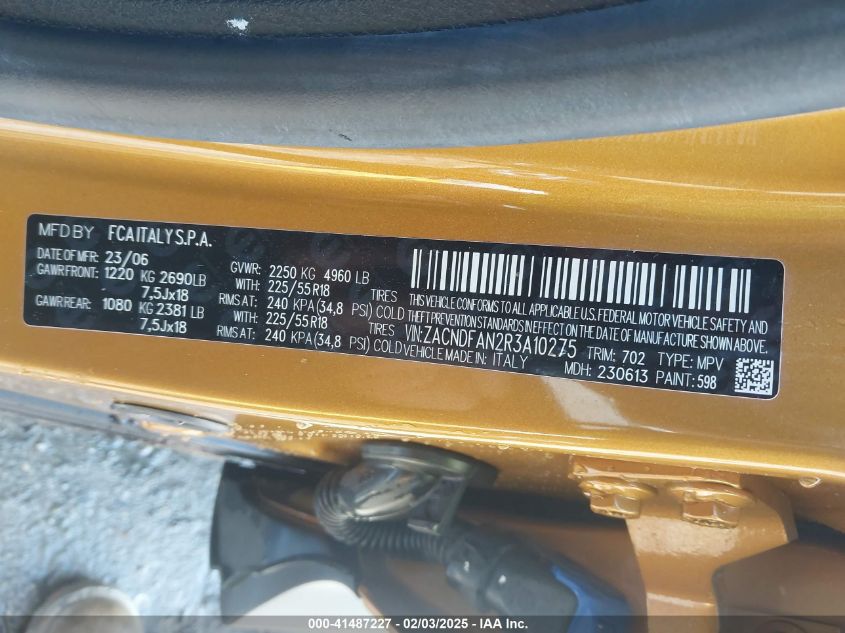 MFD BY FCA ITALY S.P.A.
DATE OF MFR: 23/06 GVWR: 2250 KG 4960 LB
GAWR FRONT: 1220 KG 2690 LB WITH: 225/55 R18 TIRES THIS VEHICLE CONFORMS TO ALL APPLICABLE U.S. FEDERAL MOTOR VEHICLE SAFETY AND
7,5Jx18 RIMS AT: 240 KPA (34,8 PSI) COLD THEFT PREVENTION STANDARDS IN EFFECT ON THE DATE OF MANUFACTURE SHOWN ABOVE.
GAWR REAR: 1080 KG 2381 LB WITH: 225/55 R18 TIRES VIN: ZACNDFAN2R3A10275 TRIM: 702 TYPE: MPV
7,5Jx18 RIMS AT: 240 KPA (34,8 PSI) COLD VEHICLE MADE IN: ITALY MDH: 230613 PAINT: 598
000-41487227 - 02/03/2025 - IAA Inc.